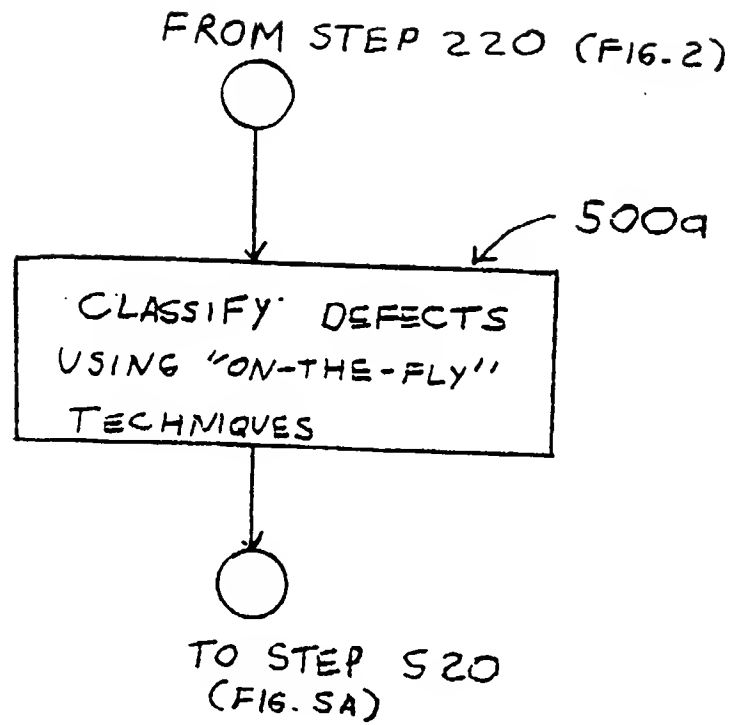 FROM STEP 220 (FIG. 2)
500a
CLASSIFY DEFECTS
USING "ON-THE-FLY"
TECHNIQUES
TO STEP 520
(FIG. 5A)